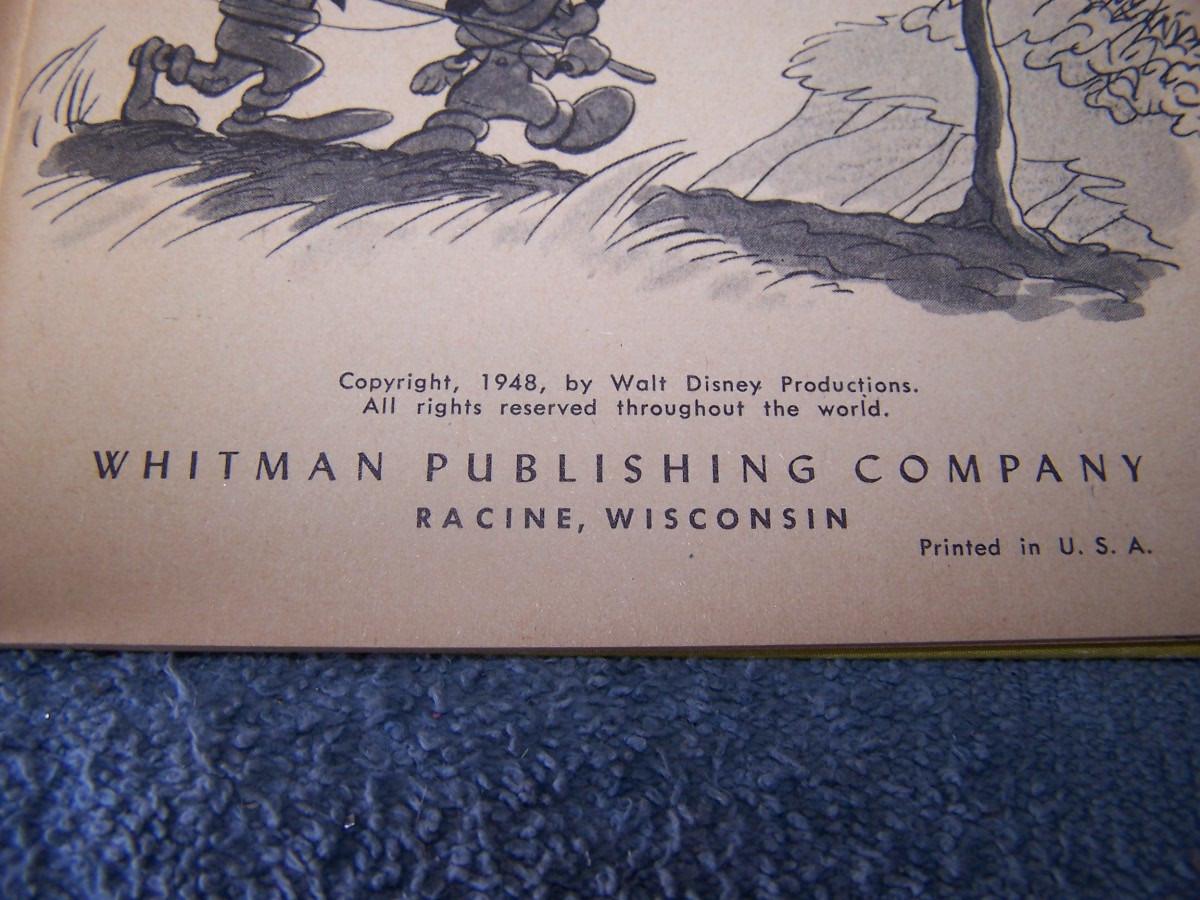 Copyright, 1948, by Walt Disney Productions.
All rights reserved throughout the world.
WHITMAN PUBLISHING COMPANY
RACINE, WISCONSIN
Printed in U. S. A.